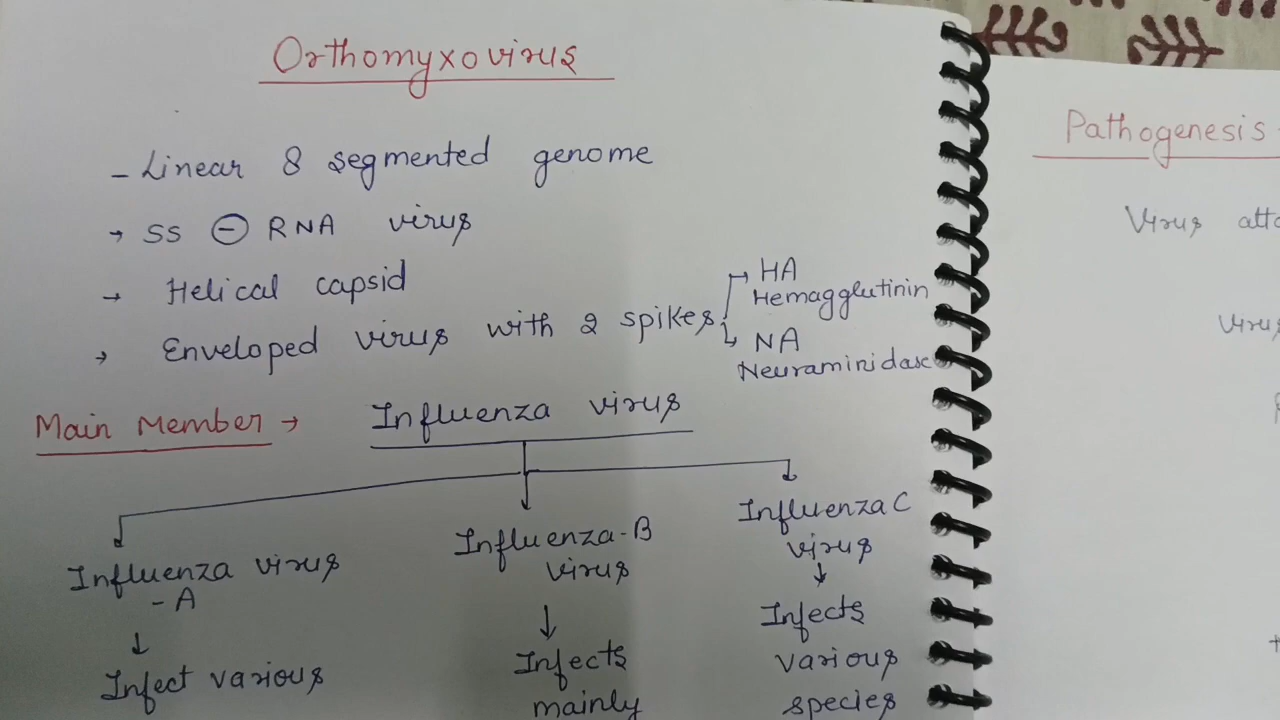 Orthomyxovirus
- Linear 8 segmented genome
→ SS ⊖ RNA virus
→ Helical capsid
→ Enveloped virus with 2 spikes
→ HA
Hemagglutinin
→ NA
Neuraminidase
Main Member → Influenza virus
Influenza virus
- A
↓
Infect various
Influenza-B
virus
↓
Infects
mainly
Influenza C
virus
↓
Infects
various
species
Pathogenesis
Virus
Virus